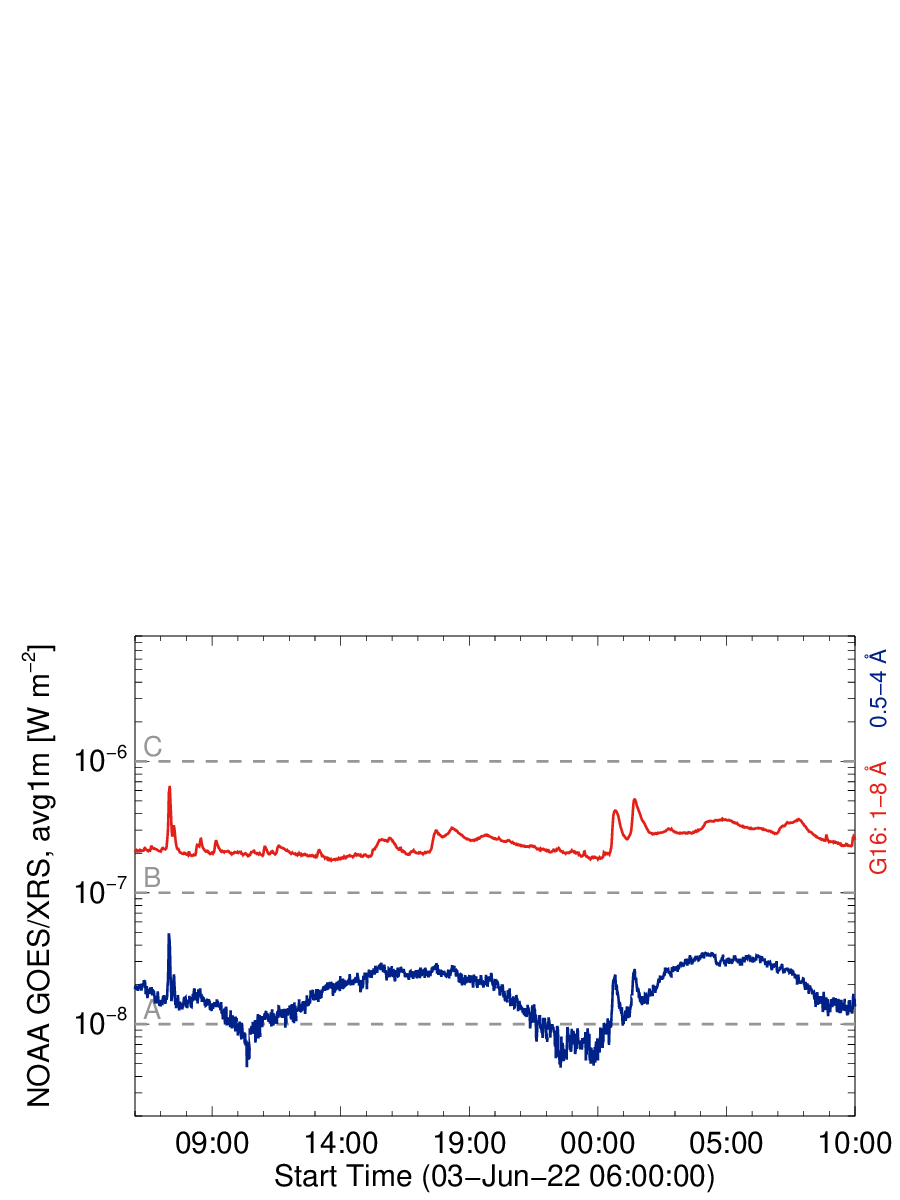 NOAA GOES/XRS, avg1m [W m⁻²]
10⁻⁶
10⁻⁷
10⁻⁸
C
B
A
0.5−4 Å
G16: 1−8 Å
09:00 14:00 19:00 00:00 05:00 10:00
Start Time (03−Jun−22 06:00:00)